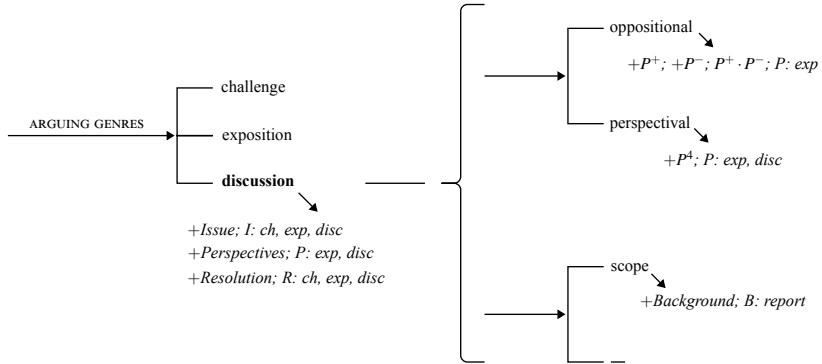 ARGUING GENRES
challenge
exposition
discussion
+Issue; I: ch, exp, disc
+Perspectives; P: exp, disc
+Resolution; R: ch, exp, disc
oppositional
+P⁺; +P⁻; P⁺ · P⁻; P: exp
perspectival
+P⁴; P: exp, disc
scope
+Background; B: report
—